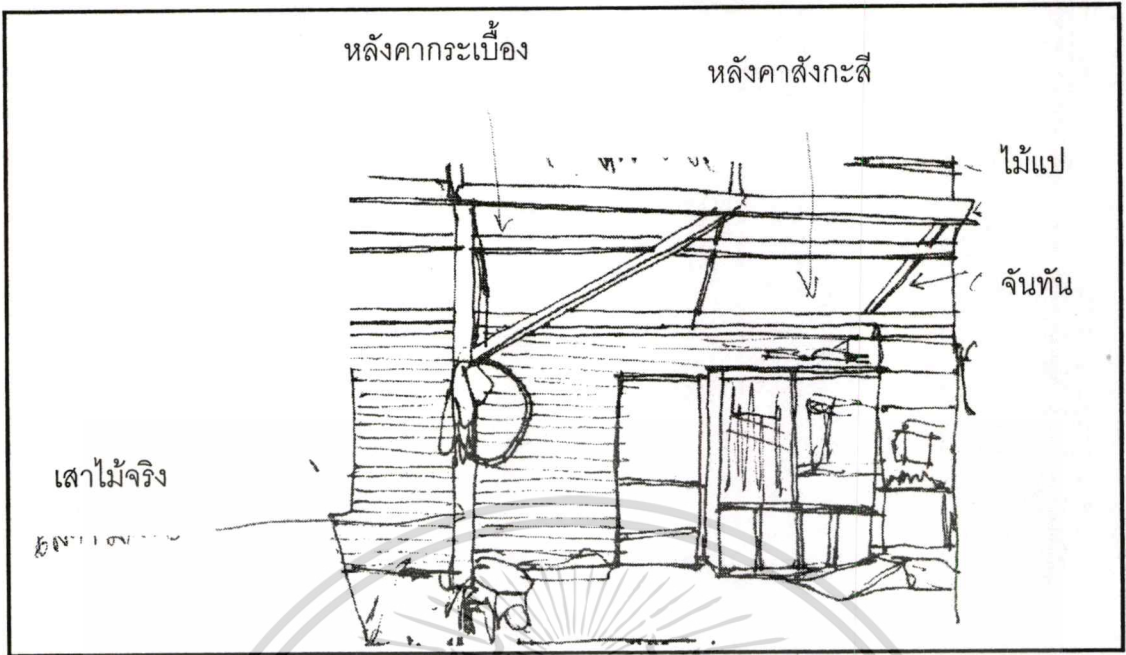 หลังคากระเบื้อง
หลังคาสังกะสี
ไม้แป
จันทัน
เสาไม้จริง